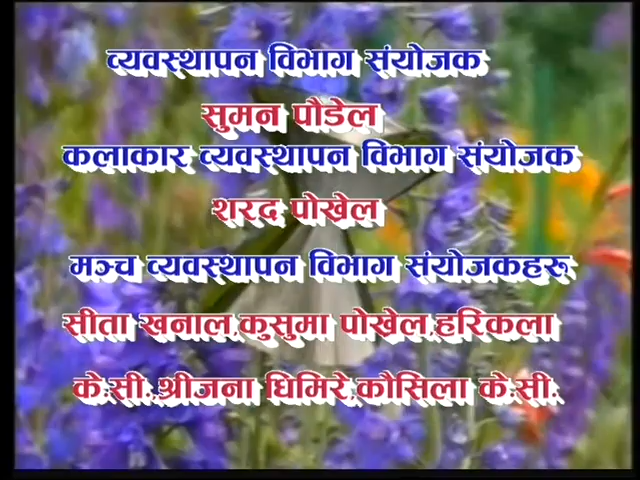 व्यवस्थापन विभाग संयोजक
सुमन पौडेल
कलाकार व्यवस्थापन विभाग संयोजक
शरद पोख्रेल
मञ्च व्यवस्थापन विभाग संयोजकहरु
सीता खनाल,कुसुमा पोख्रेल,हरिकला
के.सी.,श्रीजना घिमिरे,कौसिला के.सी.